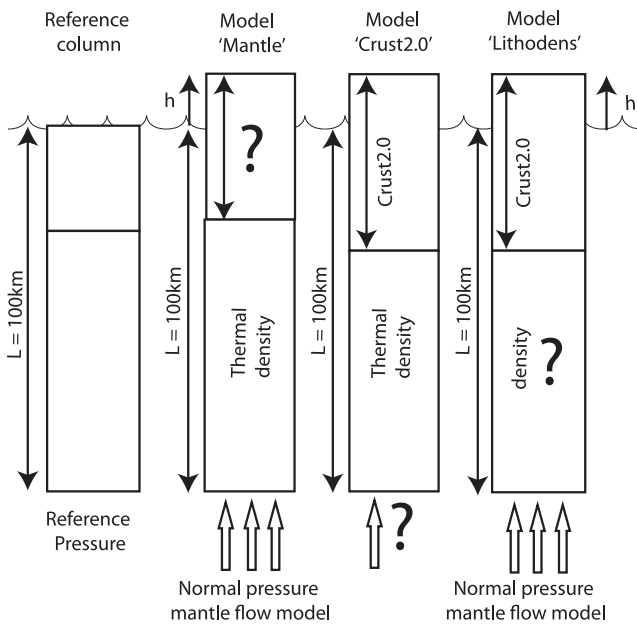 Reference
column
Model
'Mantle'
Model
'Crust2.0'
Model
'Lithodens'
h
h
L = 100km
L = 100km
?
Thermal
density
L = 100km
Crust2.0
Thermal
density
L = 100km
Crust2.0
density ?
Reference
Pressure
?
Normal pressure
mantle flow model
Normal pressure
mantle flow model